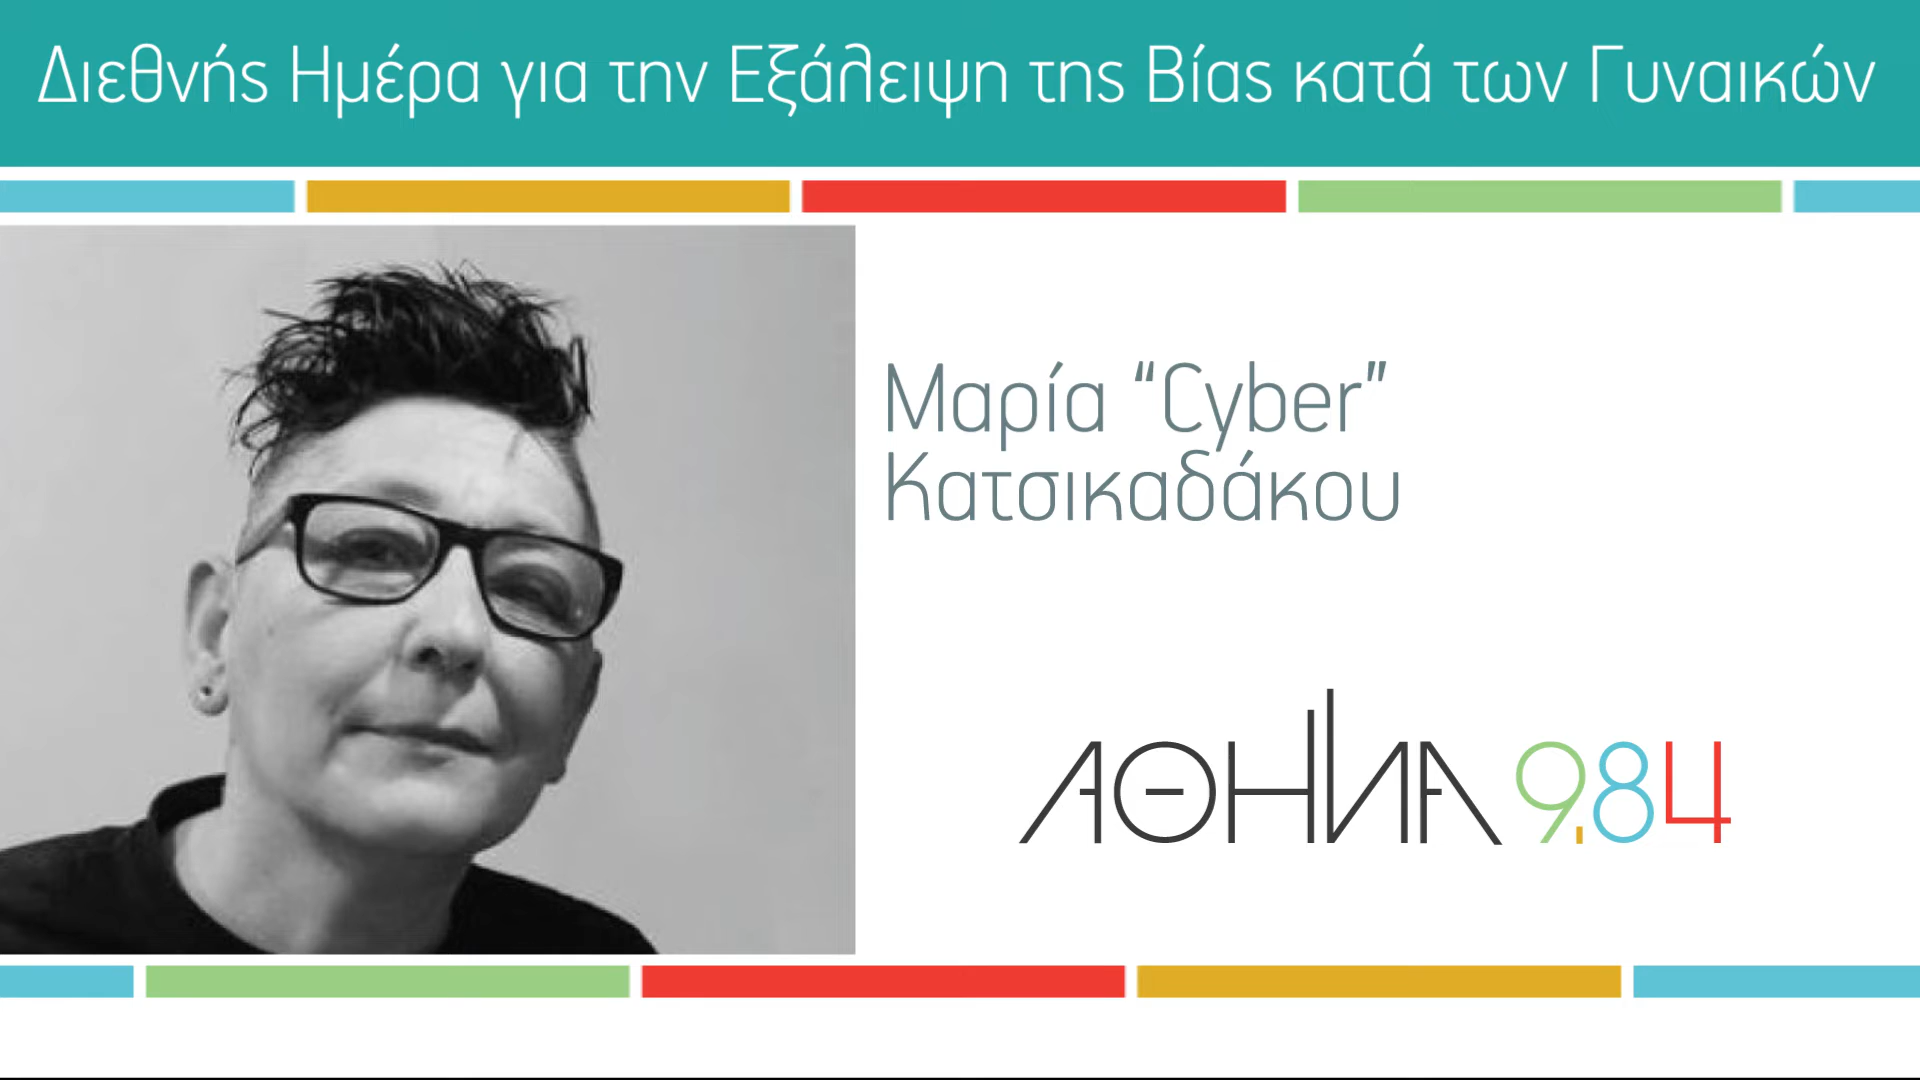 Διεθνής Ημέρα για την Εξάλειψη της Βίας κατά των Γυναικών
Μαρία “Cyber”
Κατσικαδάκου
ΑΘΗΝΑ 9,84